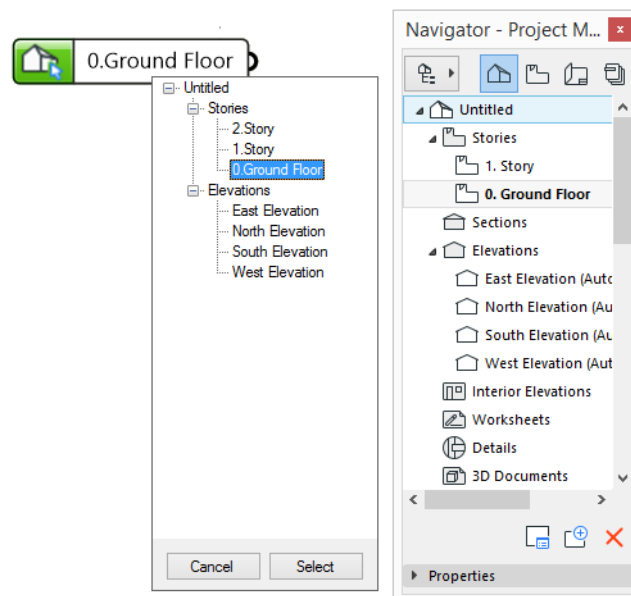 0.Ground Floor
Untitled
Stories
2.Story
1.Story
0.Ground Floor
Elevations
East Elevation
North Elevation
South Elevation
West Elevation
Cancel
Select
Navigator - Project M...
Untitled
Stories
1. Story
0. Ground Floor
Sections
Elevations
East Elevation (Auto
North Elevation (Au
South Elevation (Au
West Elevation (Aut
Interior Elevations
Worksheets
Details
3D Documents
Properties